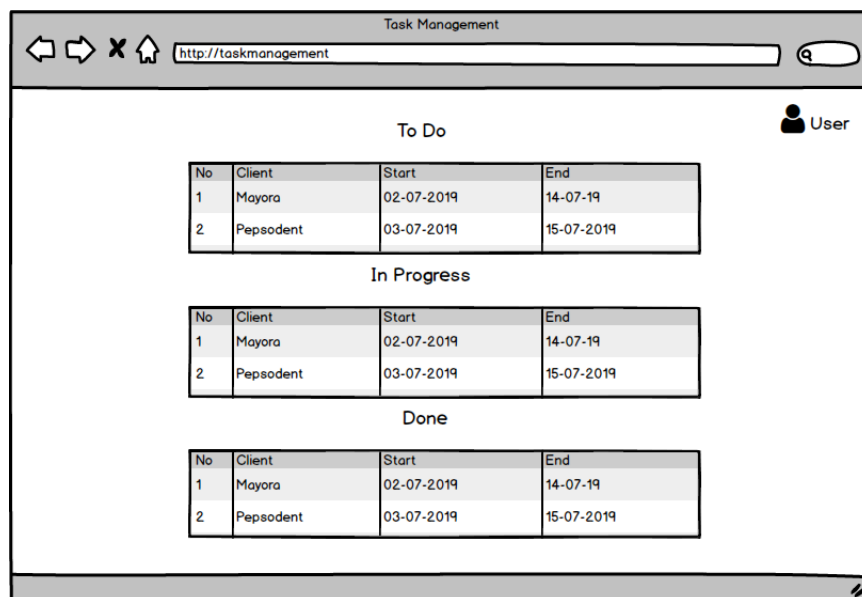 Task Management
http://taskmanagement
User
To Do
No Client Start End
1 Mayora 02-07-2019 14-07-19
2 Pepsodent 03-07-2019 15-07-2019
In Progress
No Client Start End
1 Mayora 02-07-2019 14-07-19
2 Pepsodent 03-07-2019 15-07-2019
Done
No Client Start End
1 Mayora 02-07-2019 14-07-19
2 Pepsodent 03-07-2019 15-07-2019